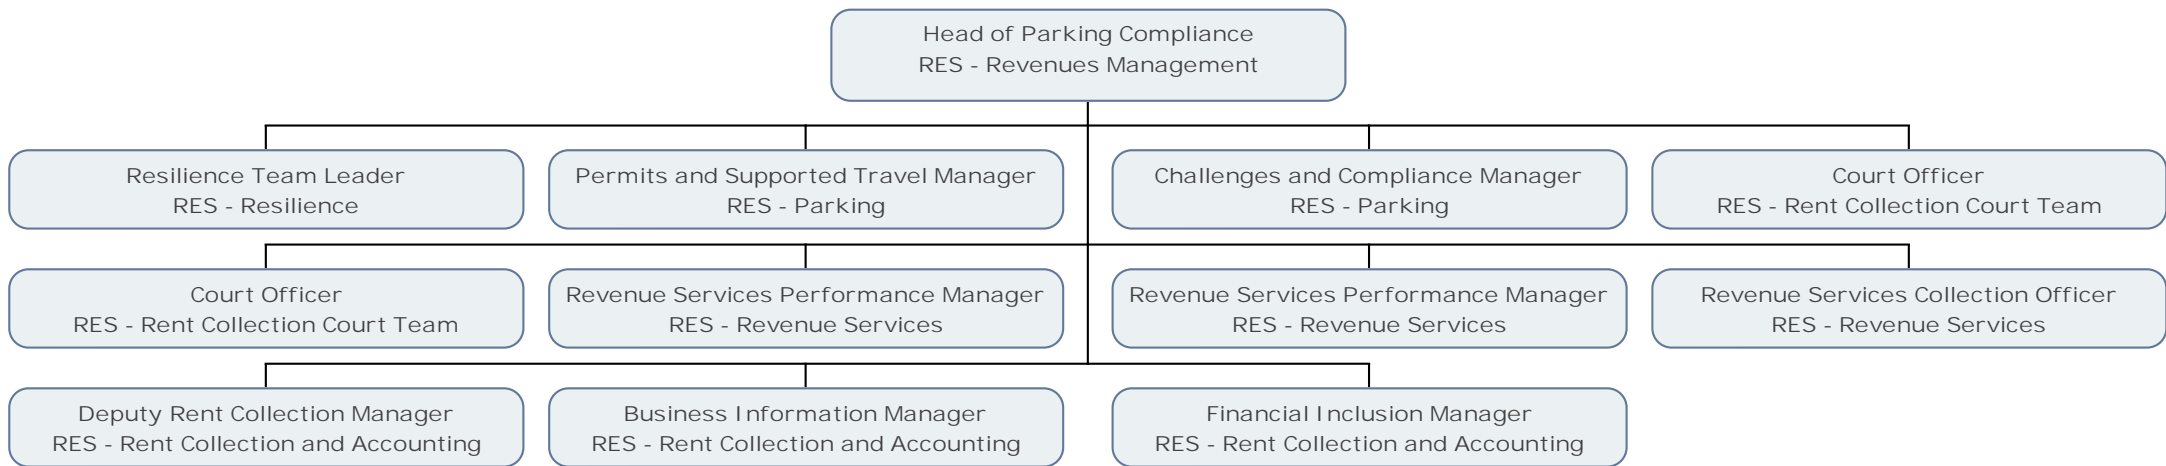 Head of Parking Compliance
RES - Revenues Management
Resilience Team Leader
RES - Resilience
Permits and Supported Travel Manager
RES - Parking
Challenges and Compliance Manager
RES - Parking
Court Officer
RES - Rent Collection Court Team
Court Officer
RES - Rent Collection Court Team
Revenue Services Performance Manager
RES - Revenue Services
Revenue Services Performance Manager
RES - Revenue Services
Revenue Services Collection Officer
RES - Revenue Services
Deputy Rent Collection Manager
RES - Rent Collection and Accounting
Business Information Manager
RES - Rent Collection and Accounting
Financial Inclusion Manager
RES - Rent Collection and Accounting